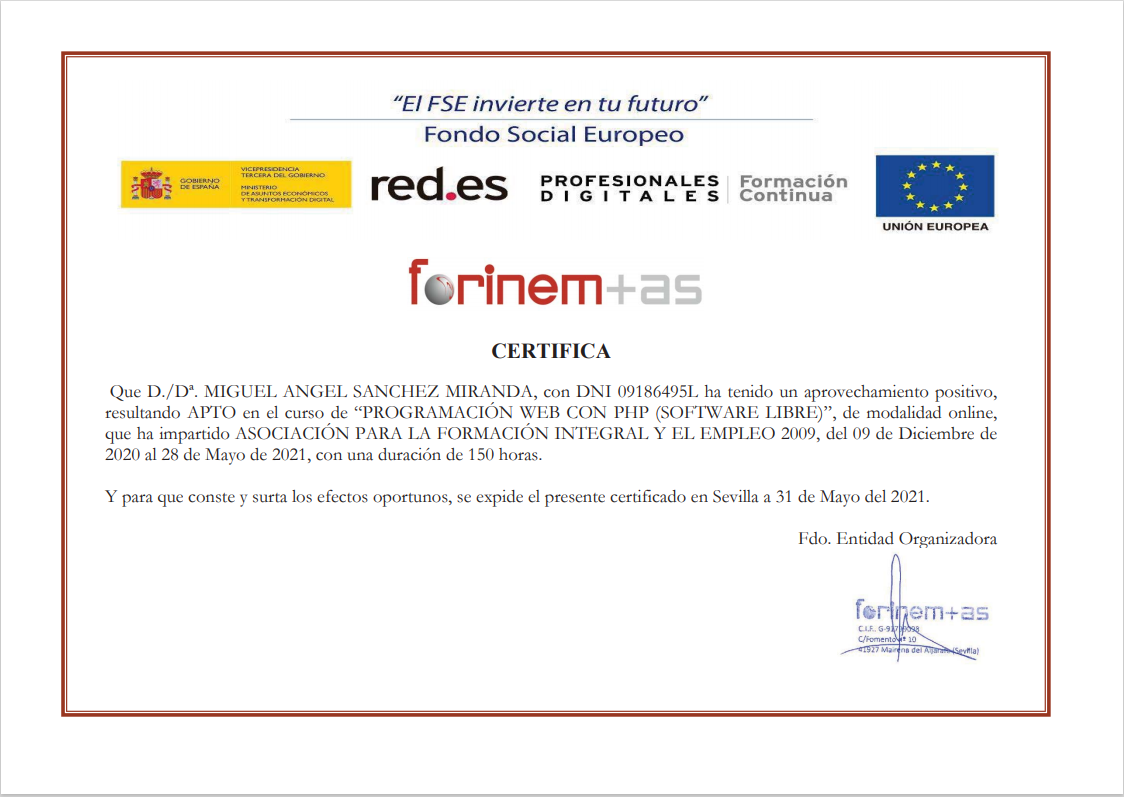 “El FSE invierte en tu futuro”
Fondo Social Europeo
GOBIERNO
DE ESPAÑA
VICEPRESIDENCIA
TERCERA DEL GOBIERNO
MINISTERIO
DE ASUNTOS ECONÓMICOS
Y TRANSFORMACIÓN DIGITAL
red.es
PROFESIONALES
DIGITALES
Formación
Continua
UNIÓN EUROPEA
forinem+as
CERTIFICA
Que D./Dª. MIGUEL ANGEL SANCHEZ MIRANDA, con DNI 09186495L ha tenido un aprovechamiento positivo,
resultando APTO en el curso de “PROGRAMACIÓN WEB CON PHP (SOFTWARE LIBRE)”, de modalidad online,
que ha impartido ASOCIACIÓN PARA LA FORMACIÓN INTEGRAL Y EL EMPLEO 2009, del 09 de Diciembre de
2020 al 28 de Mayo de 2021, con una duración de 150 horas.
Y para que conste y surta los efectos oportunos, se expide el presente certificado en Sevilla a 31 de Mayo del 2021.
Fdo. Entidad Organizadora
forinem+as
C.I.F.
C/Fomento Nº 10
41927 Mairena del Aljarafe (Sevilla)